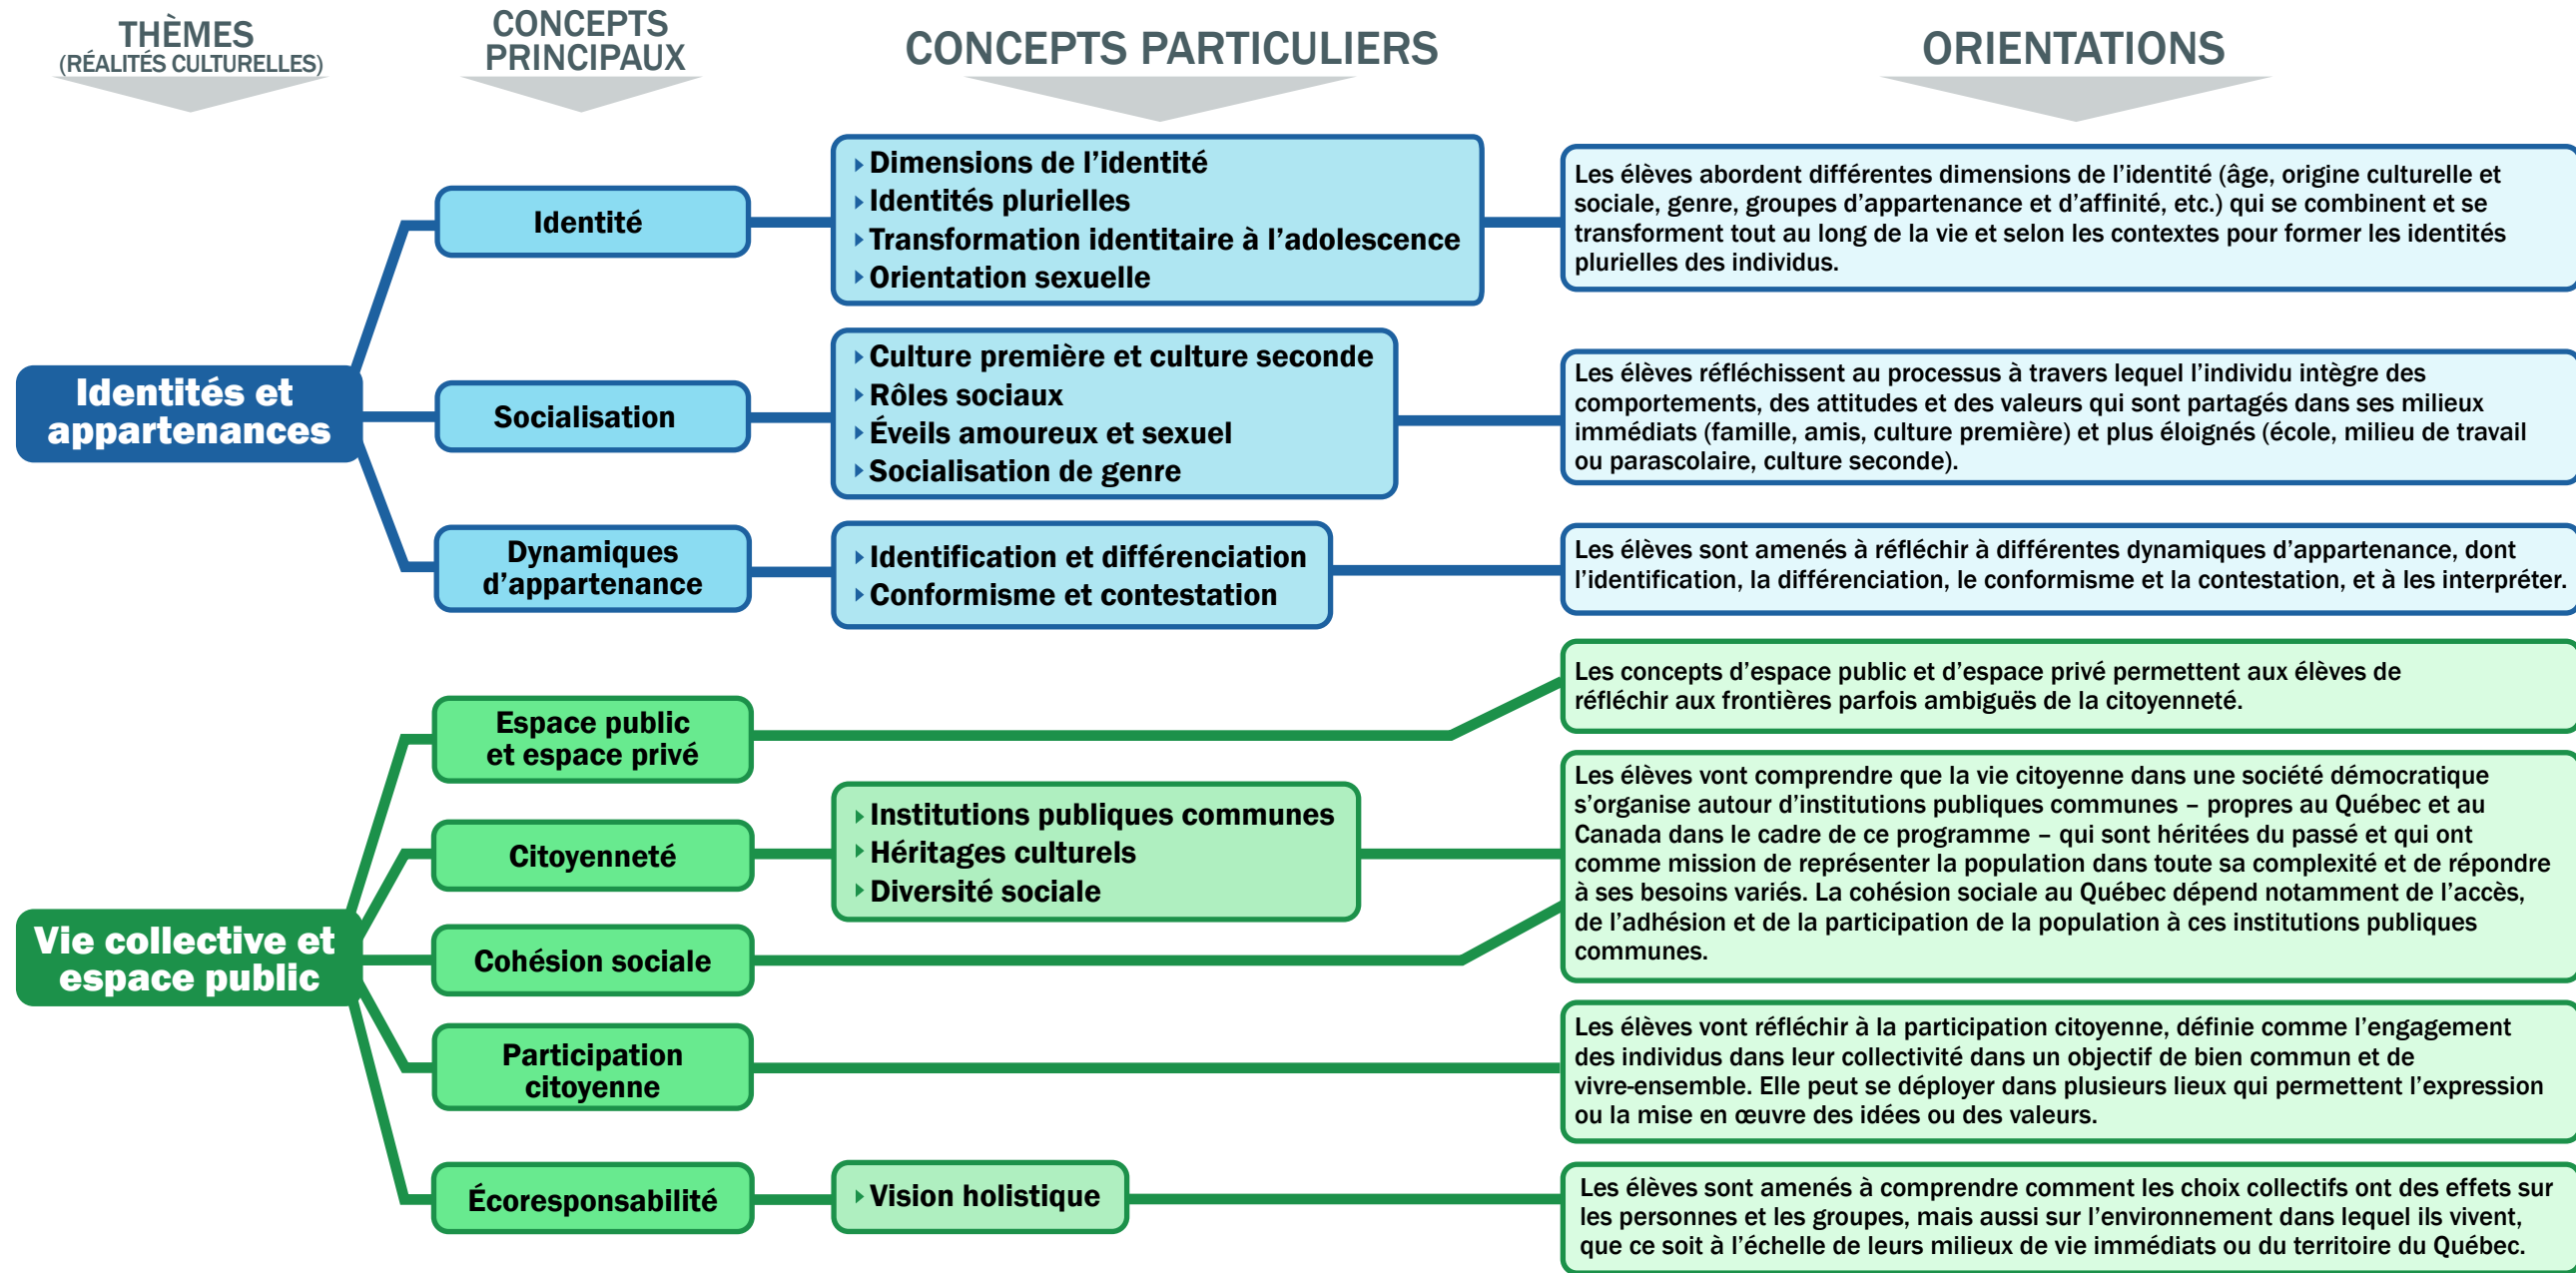 THÈMES
(RÉALITÉS CULTURELLES)
CONCEPTS
PRINCIPAUX
CONCEPTS PARTICULIERS
ORIENTATIONS
Identités et
appartenances
Identité
Dimensions de l’identité
Identités plurielles
Transformation identitaire à l’adolescence
Orientation sexuelle
Les élèves abordent différentes dimensions de l’identité (âge, origine culturelle et
sociale, genre, groupes d’appartenance et d’affinité, etc.) qui se combinent et se
transforment tout au long de la vie et selon les contextes pour former les identités
plurielles des individus.
Socialisation
Culture première et culture seconde
Rôles sociaux
Éveils amoureux et sexuel
Socialisation de genre
Les élèves réfléchissent au processus à travers lequel l’individu intègre des
comportements, des attitudes et des valeurs qui sont partagés dans ses milieux
immédiats (famille, amis, culture première) et plus éloignés (école, milieu de travail
ou parascolaire, culture seconde).
Dynamiques
d’appartenance
Identification et différenciation
Conformisme et contestation
Les élèves sont amenés à réfléchir à différentes dynamiques d’appartenance, dont
l’identification, la différenciation, le conformisme et la contestation, et à les interpréter.
Vie collective et
espace public
Espace public
et espace privé
Les concepts d’espace public et d’espace privé permettent aux élèves de
réfléchir aux frontières parfois ambiguës de la citoyenneté.
Citoyenneté
Institutions publiques communes
Héritages culturels
Diversité sociale
Les élèves vont comprendre que la vie citoyenne dans une société démocratique
s’organise autour d’institutions publiques communes – propres au Québec et au
Canada dans le cadre de ce programme – qui sont héritées du passé et qui ont
comme mission de représenter la population dans toute sa complexité et de répondre
à ses besoins variés. La cohésion sociale au Québec dépend notamment de l’accès,
de l’adhésion et de la participation de la population à ces institutions publiques
communes.
Cohésion sociale
Participation
citoyenne
Les élèves vont réfléchir à la participation citoyenne, définie comme l’engagement
des individus dans leur collectivité dans un objectif de bien commun et de
vivre-ensemble. Elle peut se déployer dans plusieurs lieux qui permettent l’expression
ou la mise en œuvre des idées ou des valeurs.
Écoresponsabilité
Vision holistique
Les élèves sont amenés à comprendre comment les choix collectifs ont des effets sur
les personnes et les groupes, mais aussi sur l’environnement dans lequel ils vivent,
que ce soit à l’échelle de leurs milieux de vie immédiats ou du territoire du Québec.